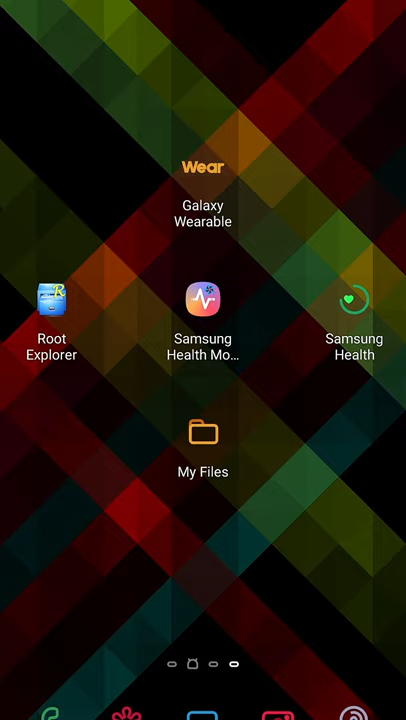 Wear
Galaxy
Wearable
Root
Explorer
Samsung
Health Mo...
Samsung
Health
My Files